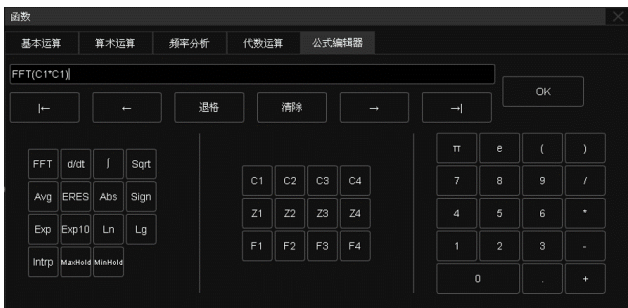 函数
基本运算 算术运算 频率分析 代数运算 公式编辑器
FFT(C1*C1)
OK
|← ← 退格 清除 → →|
FFT d/dt ∫ Sqrt
Avg ERES Abs Sign
Exp Exp10 Ln Lg
Intrp MaxHold MinHold
C1 C2 C3 C4
Z1 Z2 Z3 Z4
F1 F2 F3 F4
π e ( )
7 8 9 /
4 5 6 *
1 2 3 -
0 . +